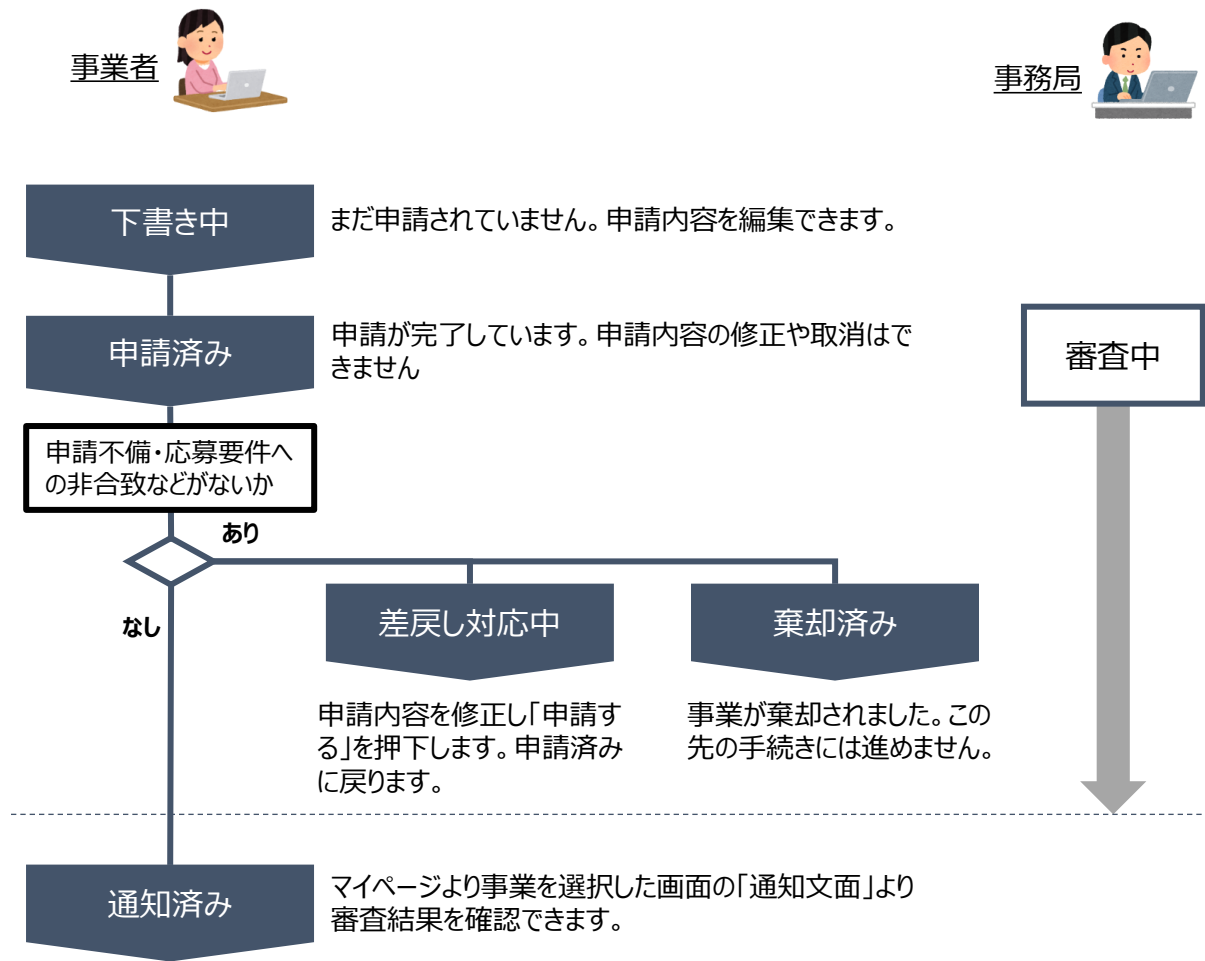 事業者
事務局
下書き中
まだ申請されていません。申請内容を編集できます。
申請済み
申請が完了しています。申請内容の修正や取消はで
きません
審査中
申請不備・応募要件へ
の非合致などがないか
あり
なし
差戻し対応中
棄却済み
申請内容を修正し「申請す
る」を押下します。申請済み
に戻ります。
事業が棄却されました。この
先の手続きには進めません。
通知済み
マイページより事業を選択した画面の「通知文面」より
審査結果を確認できます。